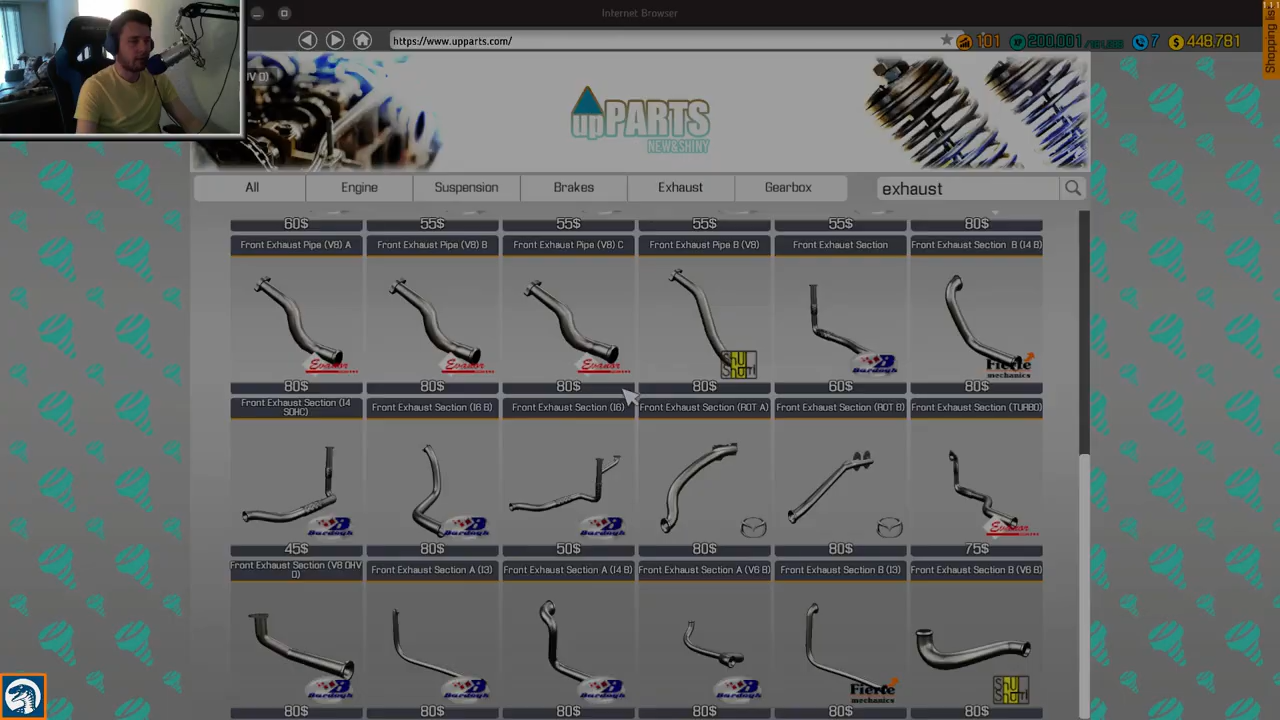 Internet Browser
https://www.upparts.com/
101
200.001
7
448.781
Shopping list
upPARTS
NEW&SHINY
All Engine Suspension Brakes Exhaust Gearbox
exhaust
60$ 55$ 55$ 55$ 55$ 80$
Front Exhaust Pipe (V8) A
Front Exhaust Pipe (V8) B
Front Exhaust Pipe (V8) C
Front Exhaust Pipe B (V8)
Front Exhaust Section
Front Exhaust Section B (I4 B)
80$ 80$ 80$ 80$ 60$ 80$
Front Exhaust Section (I4
SOHC)
Front Exhaust Section (I6 B)
Front Exhaust Section (I6)
Front Exhaust Section (ROT A)
Front Exhaust Section (ROT B)
Front Exhaust Section (TURBO)
45$ 80$ 50$ 80$ 80$ 75$
Front Exhaust Section (V8 OHV
D)
Front Exhaust Section A (I3)
Front Exhaust Section A (I4 B)
Front Exhaust Section A (V6 B)
Front Exhaust Section B (I3)
Front Exhaust Section B (V6 B)
Fierte
mechanics
80$ 80$ 80$ 80$ 80$ 80$